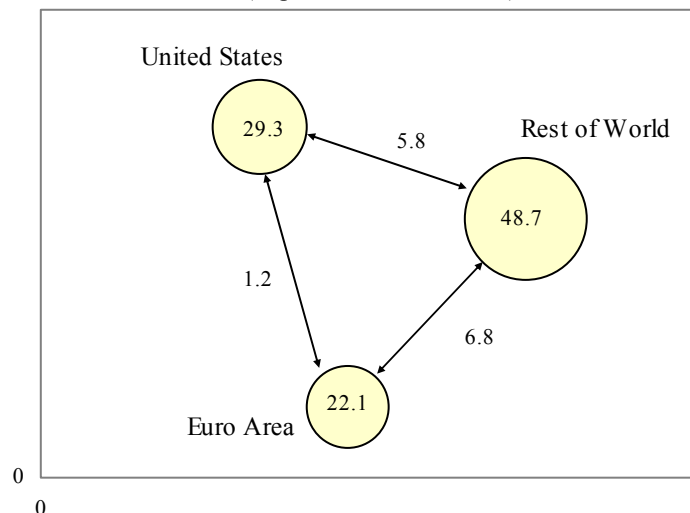 United States
29.3
5.8
Rest of World
48.7
1.2
6.8
22.1
Euro Area
0
0